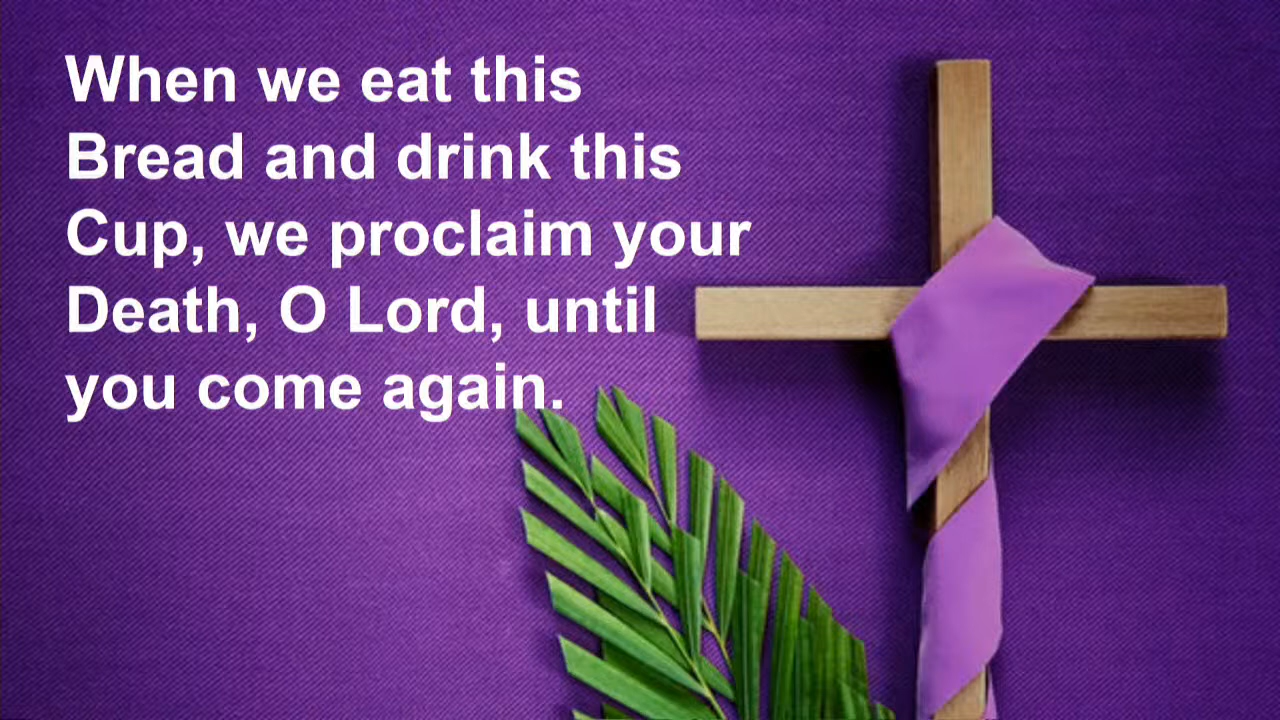 When we eat this
Bread and drink this
Cup, we proclaim your
Death, O Lord, until
you come again.